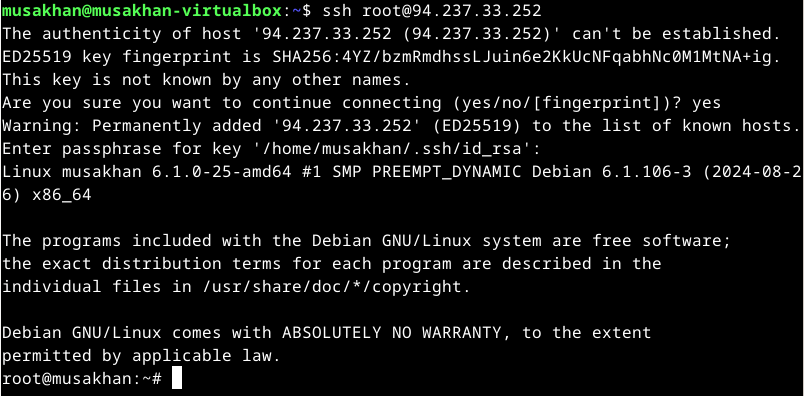 musakhan@musakhan-virtualbox:~$ ssh root@94.237.33.252
The authenticity of host '94.237.33.252 (94.237.33.252)' can't be established.
ED25519 key fingerprint is SHA256:4YZ/bzmRmdhssLJuin6e2KkUcNFqabhNc0M1MtNA+ig.
This key is not known by any other names.
Are you sure you want to continue connecting (yes/no/[fingerprint])? yes
Warning: Permanently added '94.237.33.252' (ED25519) to the list of known hosts.
Enter passphrase for key '/home/musakhan/.ssh/id_rsa':
Linux musakhan 6.1.0-25-amd64 #1 SMP PREEMPT_DYNAMIC Debian 6.1.106-3 (2024-08-2
6) x86_64
The programs included with the Debian GNU/Linux system are free software;
the exact distribution terms for each program are described in the
individual files in /usr/share/doc/*/copyright.
Debian GNU/Linux comes with ABSOLUTELY NO WARRANTY, to the extent
permitted by applicable law.
root@musakhan:~#